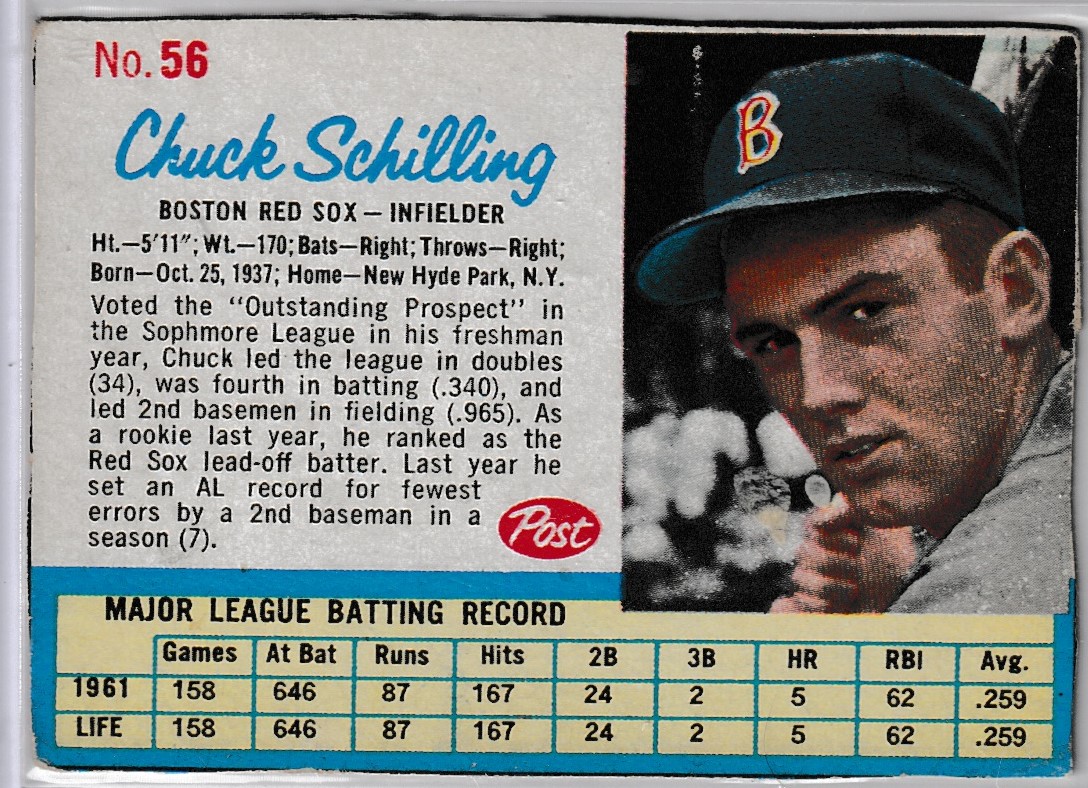 No. 56
Chuck Schilling
BOSTON RED SOX — INFIELDER
Ht.—5'11"; Wt.—170; Bats—Right; Throws—Right;
Born—Oct. 25, 1937; Home—New Hyde Park, N.Y.
Voted the "Outstanding Prospect" in
the Sophmore League in his freshman
year, Chuck led the league in doubles
(34), was fourth in batting (.340), and
led 2nd basemen in fielding (.965). As
a rookie last year, he ranked as the
Red Sox lead-off batter. Last year he
set an AL record for fewest
errors by a 2nd baseman in a
season (7).
Post
B
MAJOR LEAGUE BATTING RECORD
Games At Bat Runs Hits 2B 3B HR RBI Avg.
1961 158 646 87 167 24 2 5 62 .259
LIFE 158 646 87 167 24 2 5 62 .259